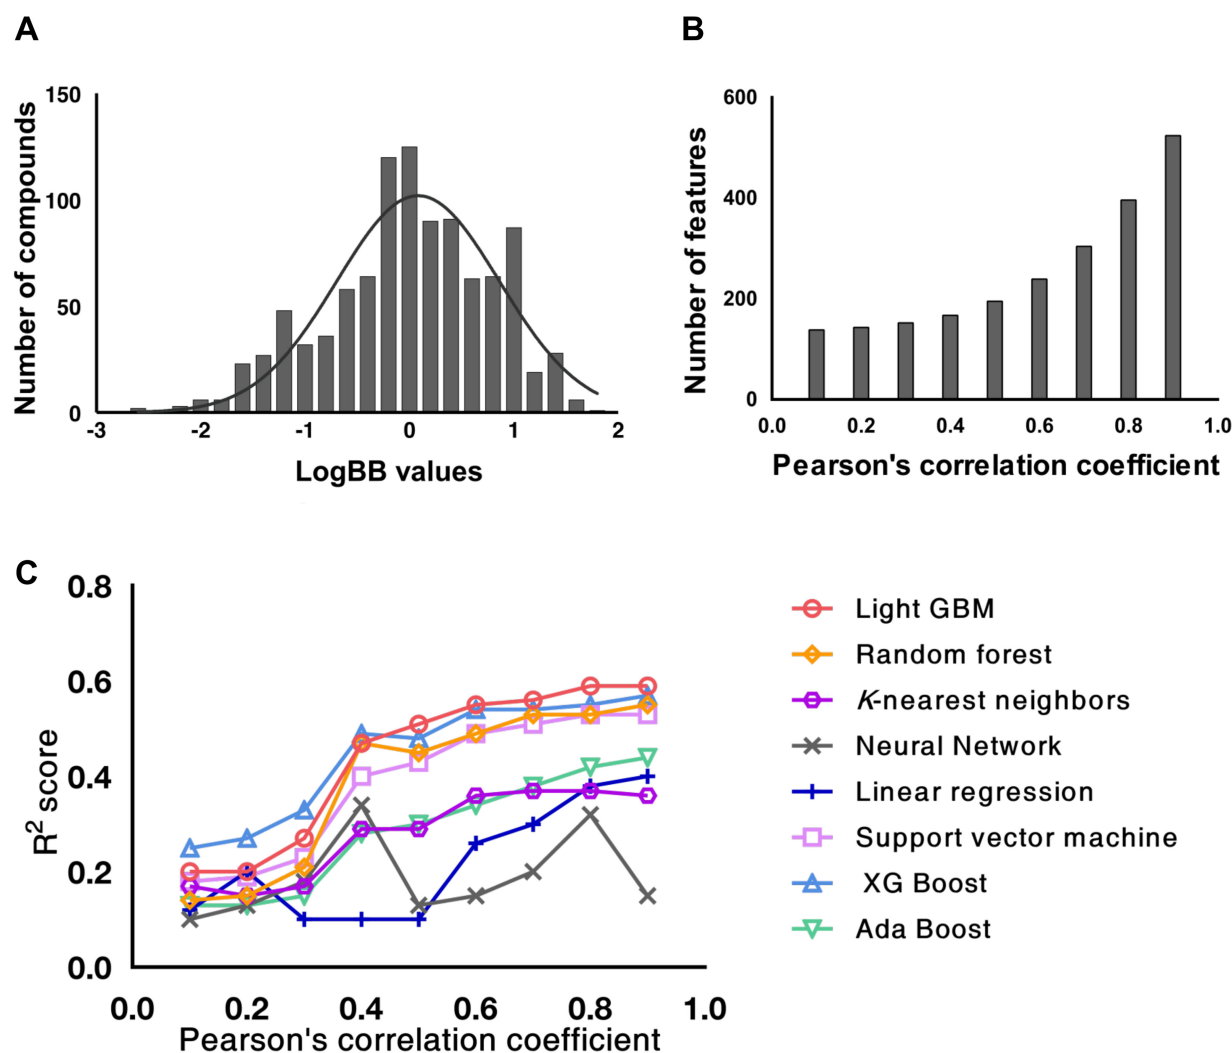 A
Number of compounds
150
100
50
0
-3 -2 -1 0 1 2
LogBB values
B
Number of features
600
400
200
0
0.0 0.2 0.4 0.6 0.8 1.0
Pearson's correlation coefficient
C
R² score
0.8
0.6
0.4
0.2
0.0
0.0 0.2 0.4 0.6 0.8 1.0
Pearson's correlation coefficient
Light GBM
Random forest
K-nearest neighbors
Neural Network
Linear regression
Support vector machine
XG Boost
Ada Boost